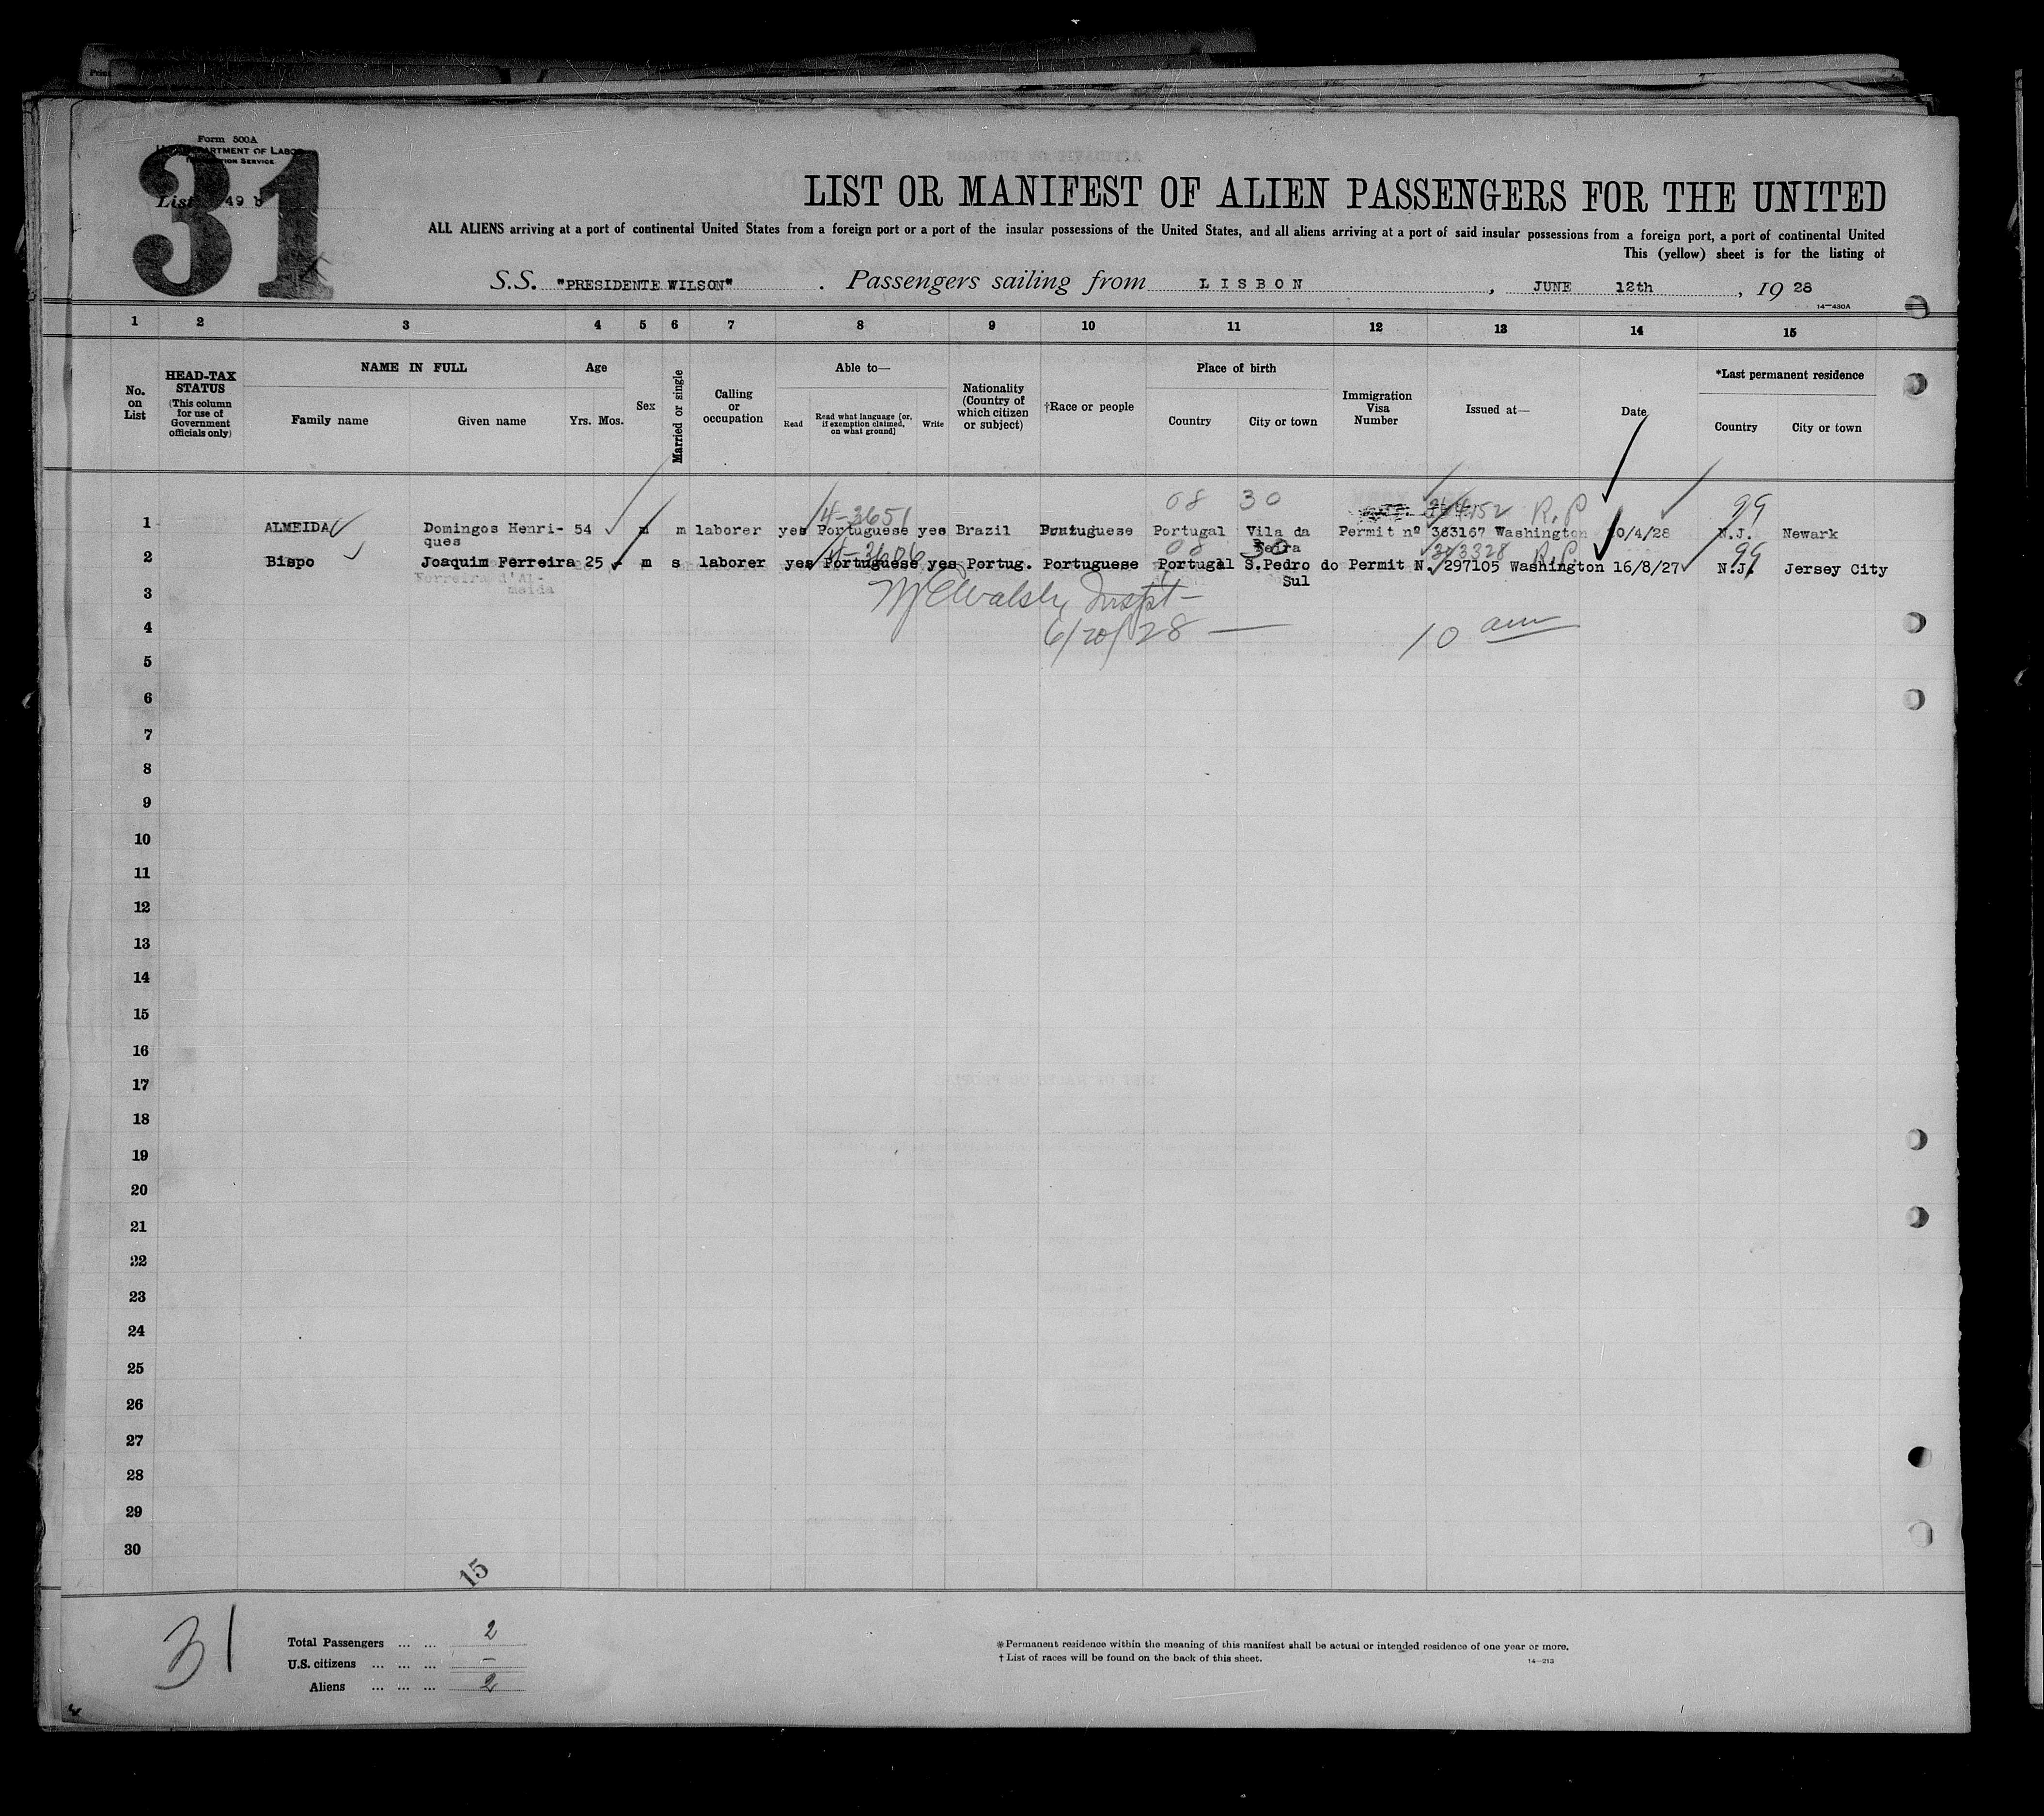 Form 500A
DEPARTMENT OF LABOR
SERVICE
31
List 49 b
LIST OR MANIFEST OF ALIEN PASSENGERS FOR THE UNITED
ALL ALIENS arriving at a port of continental United States from a foreign port or a port of the insular possessions of the United States, and all aliens arriving at a port of said insular possessions from a foreign port, a port of continental United
This (yellow) sheet is for the listing of
S.S. "PRESIDENTE WILSON". Passengers sailing from LISBON, JUNE 12th, 1928
14—430A
1 2 3 4 5 6 7 8 9 10 11 12 13 14 15
No. on List
HEAD-TAX STATUS (This column for use of Government officials only)
NAME IN FULL
Family name Given name
Age
Yrs. Mos.
Sex
Married or single
Calling or occupation
Able to—
Read Read what language [or, if exemption claimed, on what ground] Write
Nationality (Country of which citizen or subject)
†Race or people
Place of birth
Country City or town
Immigration Visa Number
Issued at—
Date
*Last permanent residence
Country City or town
08 30 R.P 99
4-3651
1 ALMEIDA Domingos Henri- 54 m m laborer yes Portuguese yes Brazil Portuguese Portugal Vila da Permit nº 363167 Washington 10/4/28 N.J. Newark
ques Feira
08 30 313328 R.P 99
2 Bispo Joaquim Ferreira 25 m s laborer yes Portuguese yes Portug. Portuguese Portugal S.Pedro do Permit N. 297105 Washington 16/8/27 N.J. Jersey City
Ferreira d'Al- Sul
meida
3 Walsh Inspt—
4 6/20/28 — 10 am
5
6
7
8
9
10
11
12
13
14
15
16
17
18
19
20
21
22
23
24
25
26
27
28
29
30
15
31
Total Passengers ... ... 2
U.S. citizens ... ... ... –
Aliens ... ... ... 2
*Permanent residence within the meaning of this manifest shall be actual or intended residence of one year or more.
†List of races will be found on the back of this sheet.
14—213